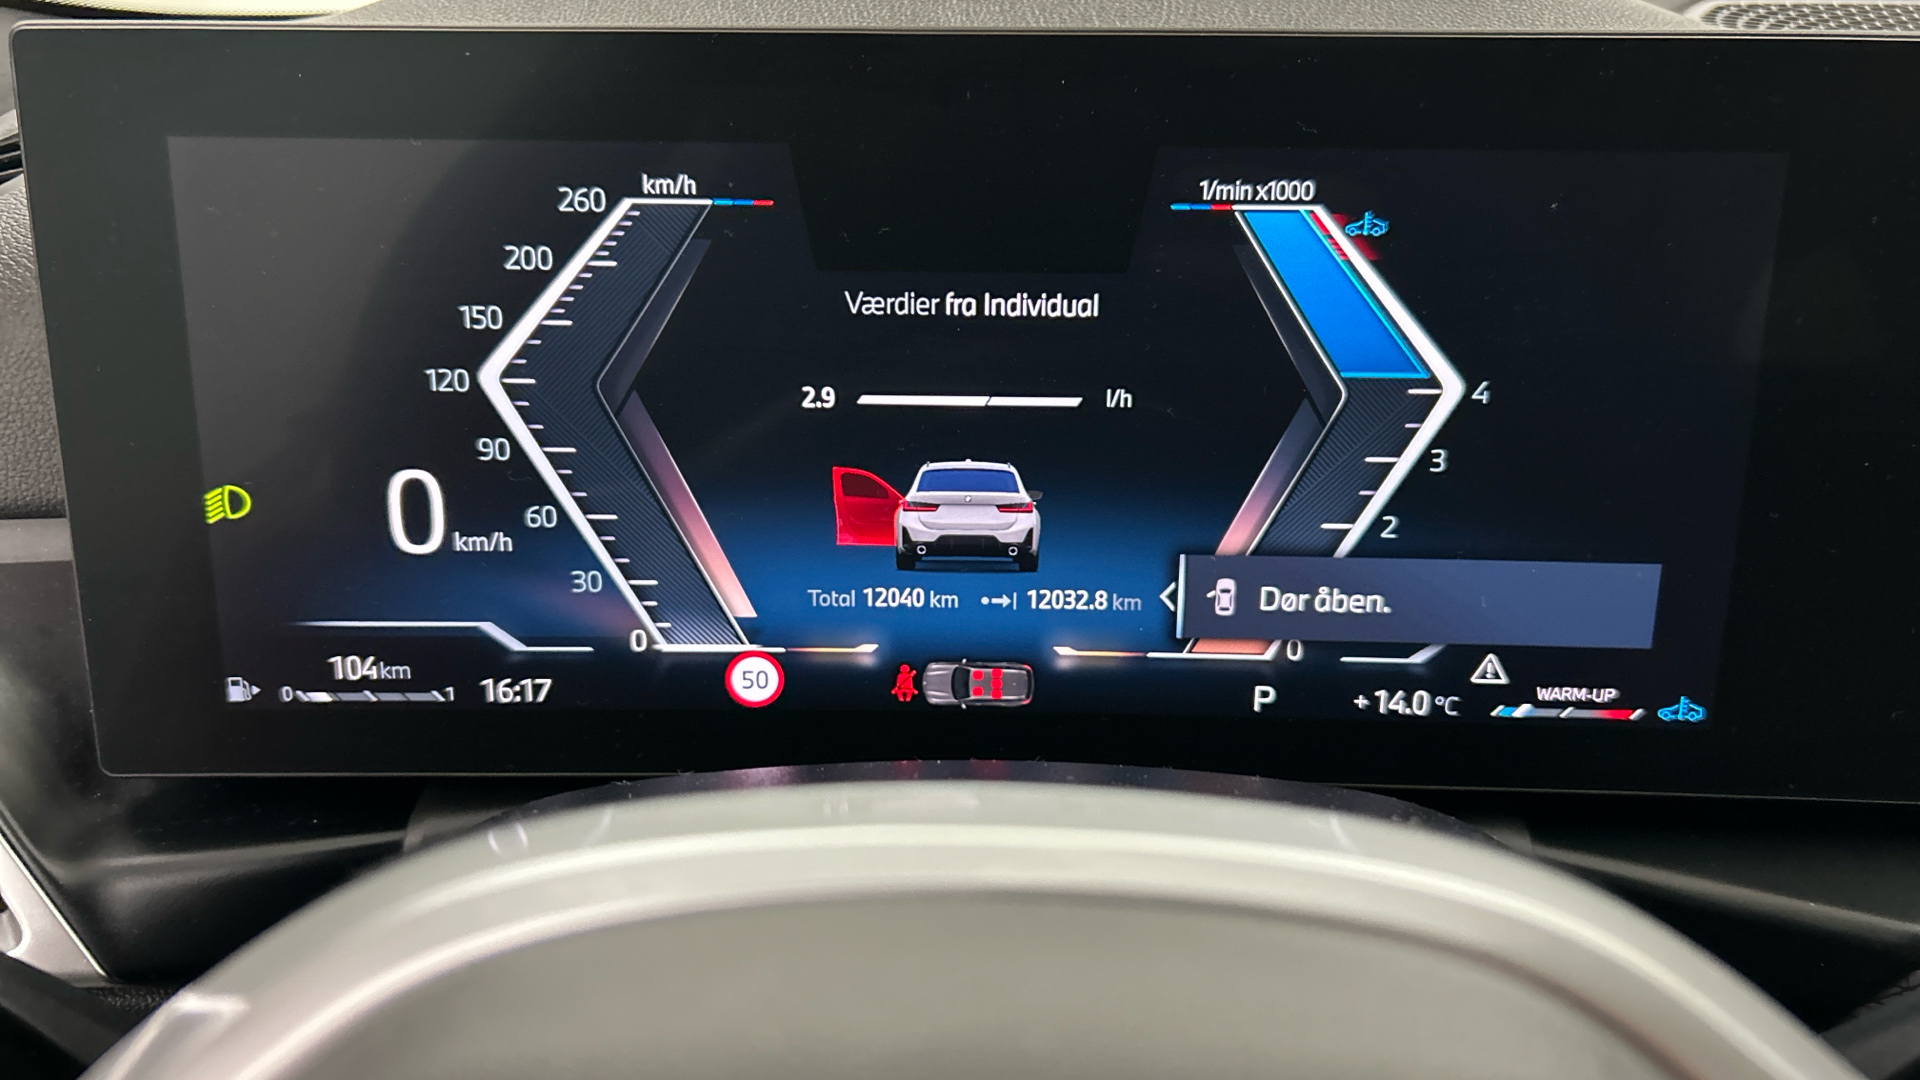 km/h
260
200
150
120
90
60
30
0
0 km/h
1/min x1000
4
3
2
0
Værdier fra Individual
2.9 l/h
Total 12040 km 12032.8 km
Dør åben.
104 km
0 1
16:17
50
P
+14.0 °C
WARM-UP